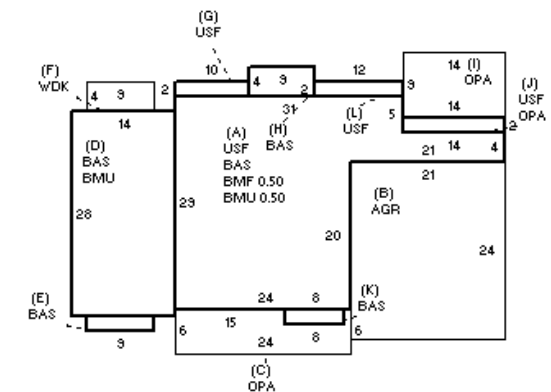 (G)
USF
(F)
WDK
10
12
14 (I)
OPA
(J)
USF
OPA
4 9
2
4 9 2
9
14
2
14
31
5
(D)
BAS
BMU
(A)
USF
BAS
BMF 0.50
BMU 0.50
(H)
BAS
(L)
USF
21 14 4
21
(B)
AGR
28
29
20
24
(E)
BAS
(K)
BAS
24 8
9
6 15
24
8
6
(C)
OPA